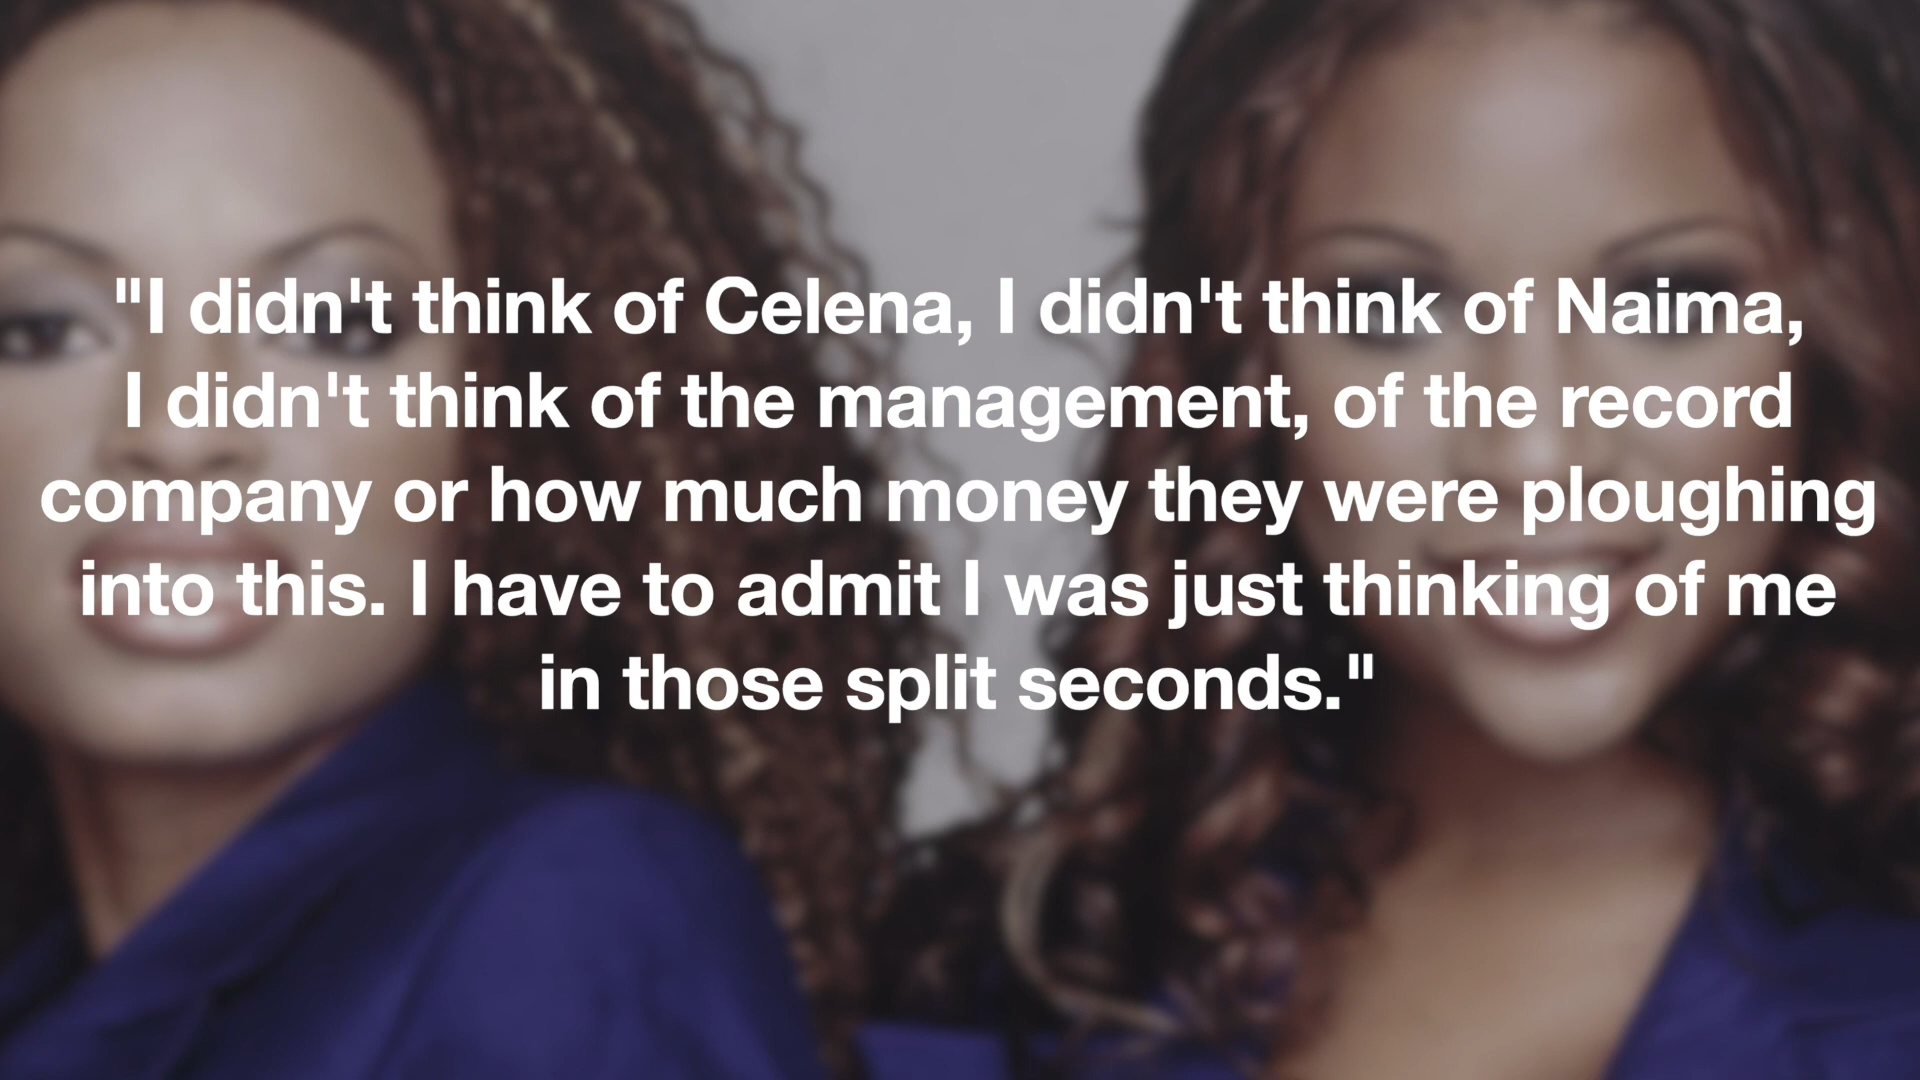 "I didn't think of Celena, I didn't think of Naima,
I didn't think of the management, of the record
company or how much money they were ploughing
into this. I have to admit I was just thinking of me
in those split seconds."